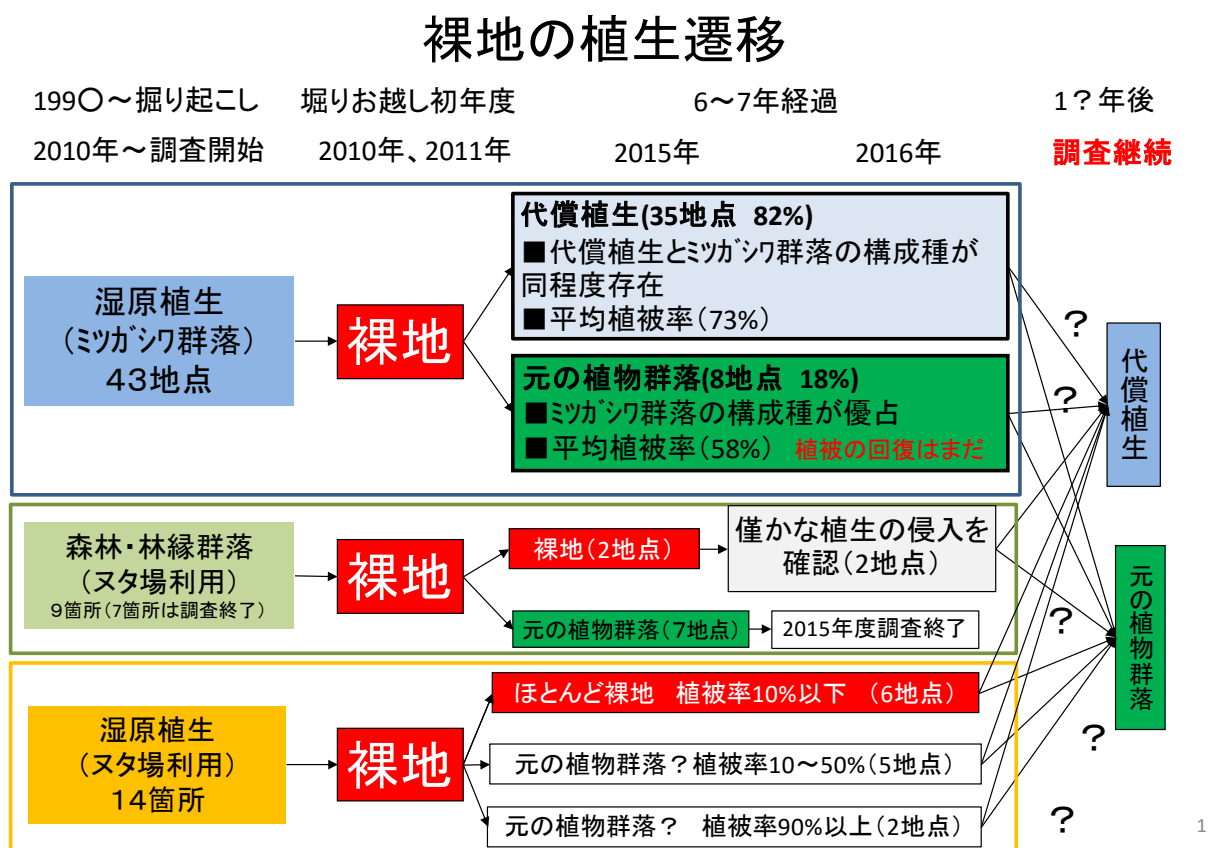 裸地の植生遷移
199〇～掘り起こし
堀りお越し初年度
6～7年経過
1？年後
2010年～調査開始
2010年、2011年
2015年
2016年
調査継続
湿原植生
（ミツガシワ群落）
４３地点
裸地
代償植生(35地点 82%)
■代償植生とミツガシワ群落の構成種が
同程度存在
■平均植被率（73%）
元の植物群落(8地点 18%)
■ミツガシワ群落の構成種が優占
■平均植被率（58%） 植被の回復はまだ
？
？
代償植生
森林・林縁群落
（ヌタ場利用）
９箇所（7箇所は調査終了）
裸地
裸地（2地点）
僅かな植生の侵入を
確認（2地点）
元の植物群落（7地点）
2015年度調査終了
？
元の植物群落
湿原植生
（ヌタ場利用）
１４箇所
裸地
ほとんど裸地 植被率10%以下 （6地点）
元の植物群落？植被率10～50%（5地点）
元の植物群落？ 植被率90%以上（2地点）
？
？
1